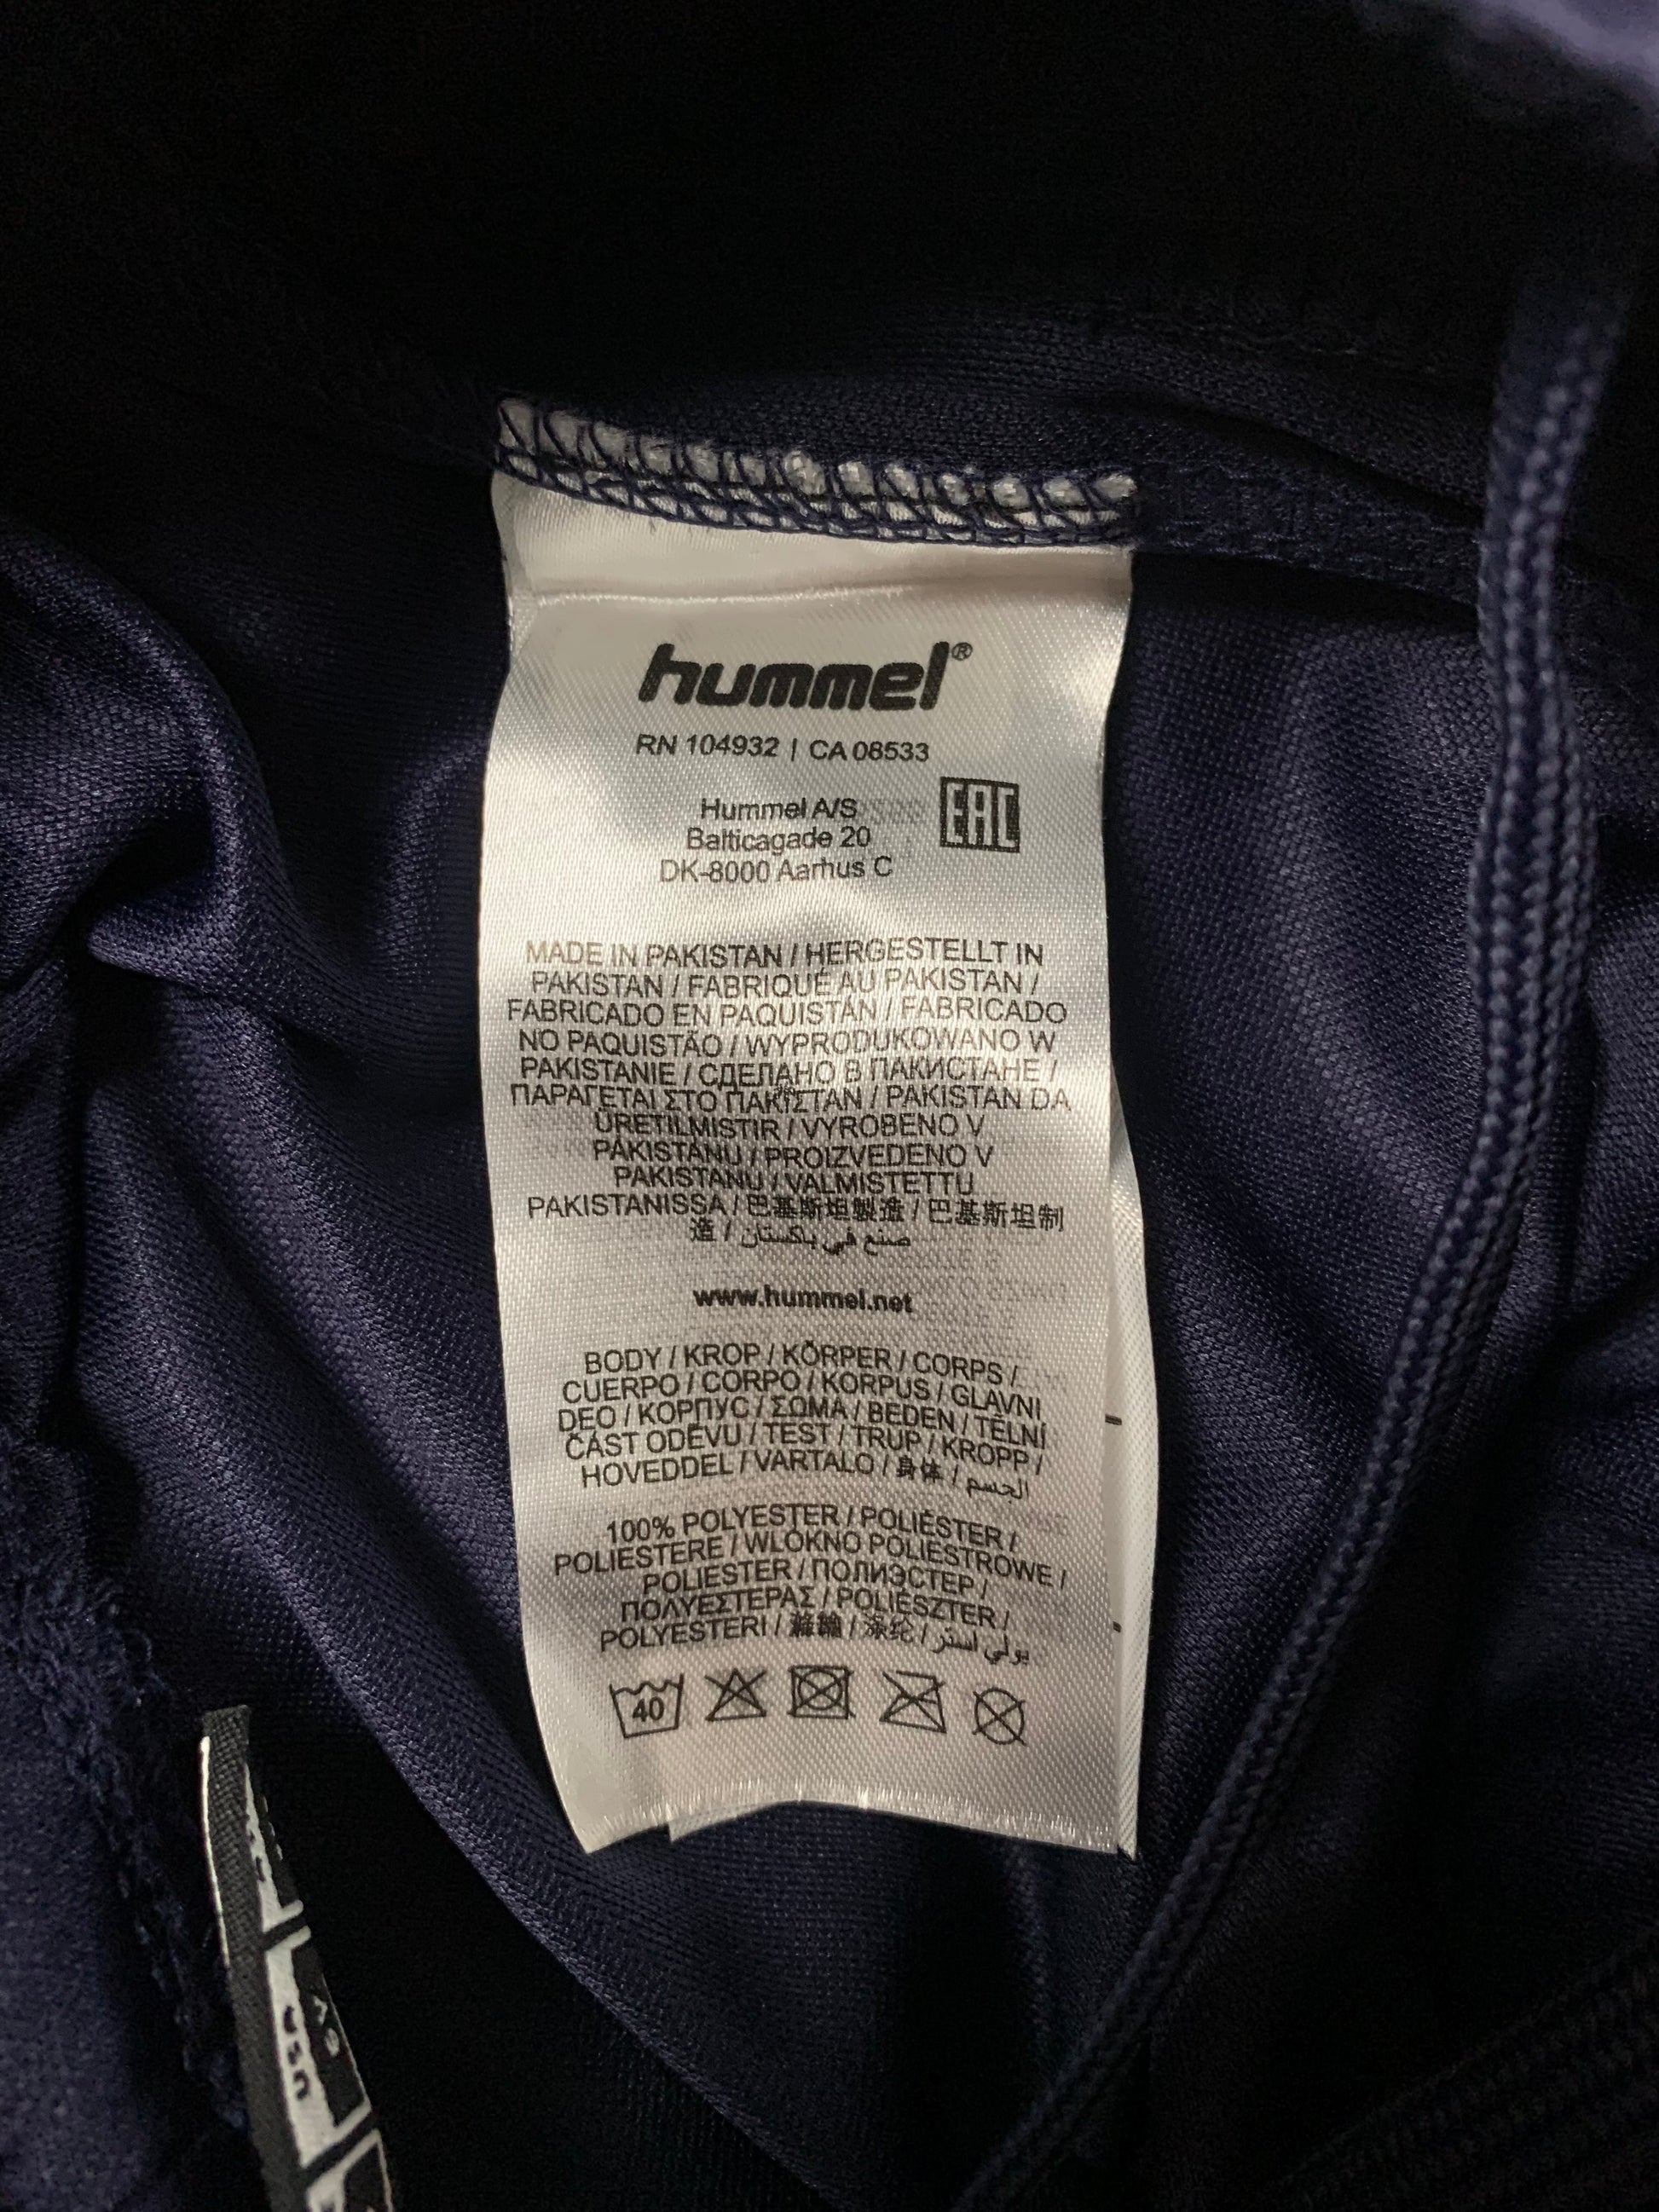 hummel®
RN 104932 | CA 08533
Hummel A/S
Balticagade 20
DK-8000 Aarhus C
EAC
MADE IN PAKISTAN / HERGESTELLT IN
PAKISTAN / FABRIQUÉ AU PAKISTAN /
FABRICADO EN PAQUISTÁN / FABRICADO
NO PAQUISTÃO / WYPRODUKOWANO W
PAKISTANIE / СДЕЛАНО В ПАКИСТАНЕ /
ΠΑΡΑΓΕΤΑΙ ΣΤΟ ΠΑΚΙΣΤΑΝ / PAKISTAN DA
ÜRETILMISTIR / VYROBENO V
PÁKISTÁNU / PROIZVEDENO V
PAKISTANU / VALMISTETTU
PAKISTANISSA / 巴基斯坦製造 / 巴基斯坦制
造 / صنع في باكستان
www.hummel.net
BODY / KROP / KÖRPER / CORPS /
CUERPO / CORPO / KORPUS / GLAVNI
DEO / КОРПУС / ΣΩΜΑ / BEDEN / TĚLNÍ
ČÁST ODĚVU / TEST / TRUP / KROPP /
HOVEDDEL / VARTALO / 身体 / الجسم
100% POLYESTER / POLIÉSTER /
POLIESTERE / WLÓKNO POLIESTROWE /
POLIESTER / ПОЛИЭСТЕР /
ΠΟΛΥΕΣΤΕΡΑΣ / POLIÉSZTER /
POLYESTERI / 滌綸 / 涤纶 / بولي استر
40